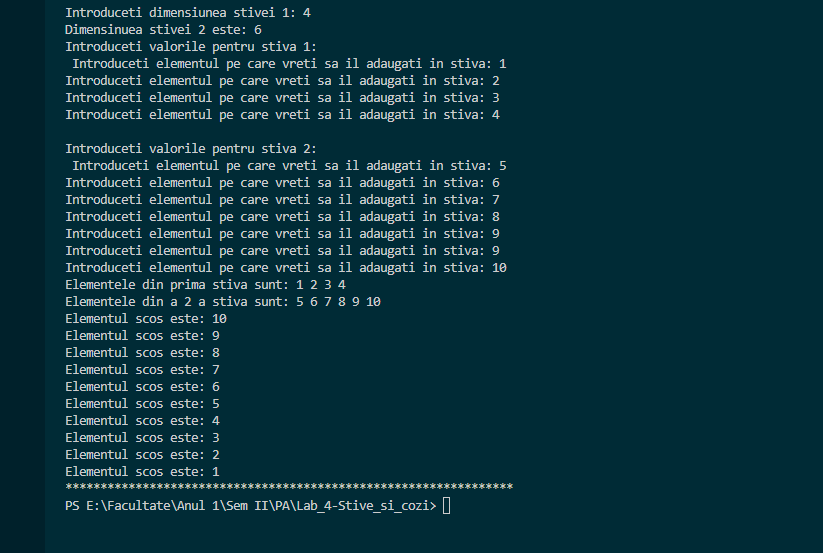 Introduceti dimensiunea stivei 1: 4
Dimensinuea stivei 2 este: 6
Introduceti valorile pentru stiva 1:
 Introduceti elementul pe care vreti sa il adaugati in stiva: 1
Introduceti elementul pe care vreti sa il adaugati in stiva: 2
Introduceti elementul pe care vreti sa il adaugati in stiva: 3
Introduceti elementul pe care vreti sa il adaugati in stiva: 4

Introduceti valorile pentru stiva 2:
 Introduceti elementul pe care vreti sa il adaugati in stiva: 5
Introduceti elementul pe care vreti sa il adaugati in stiva: 6
Introduceti elementul pe care vreti sa il adaugati in stiva: 7
Introduceti elementul pe care vreti sa il adaugati in stiva: 8
Introduceti elementul pe care vreti sa il adaugati in stiva: 9
Introduceti elementul pe care vreti sa il adaugati in stiva: 9
Introduceti elementul pe care vreti sa il adaugati in stiva: 10
Elementele din prima stiva sunt: 1 2 3 4
Elementele din a 2 a stiva sunt: 5 6 7 8 9 10
Elementul scos este: 10
Elementul scos este: 9
Elementul scos este: 8
Elementul scos este: 7
Elementul scos este: 6
Elementul scos este: 5
Elementul scos este: 4
Elementul scos este: 3
Elementul scos este: 2
Elementul scos este: 1
****************************************************************
PS E:\Facultate\Anul 1\Sem II\PA\Lab_4-Stive_si_cozi>